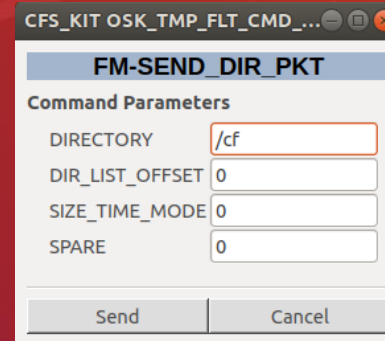 CFS_KIT OSK_TMP_FLT_CMD_...
FM-SEND_DIR_PKT
Command Parameters
DIRECTORY /cf
DIR_LIST_OFFSET 0
SIZE_TIME_MODE 0
SPARE 0
Send Cancel